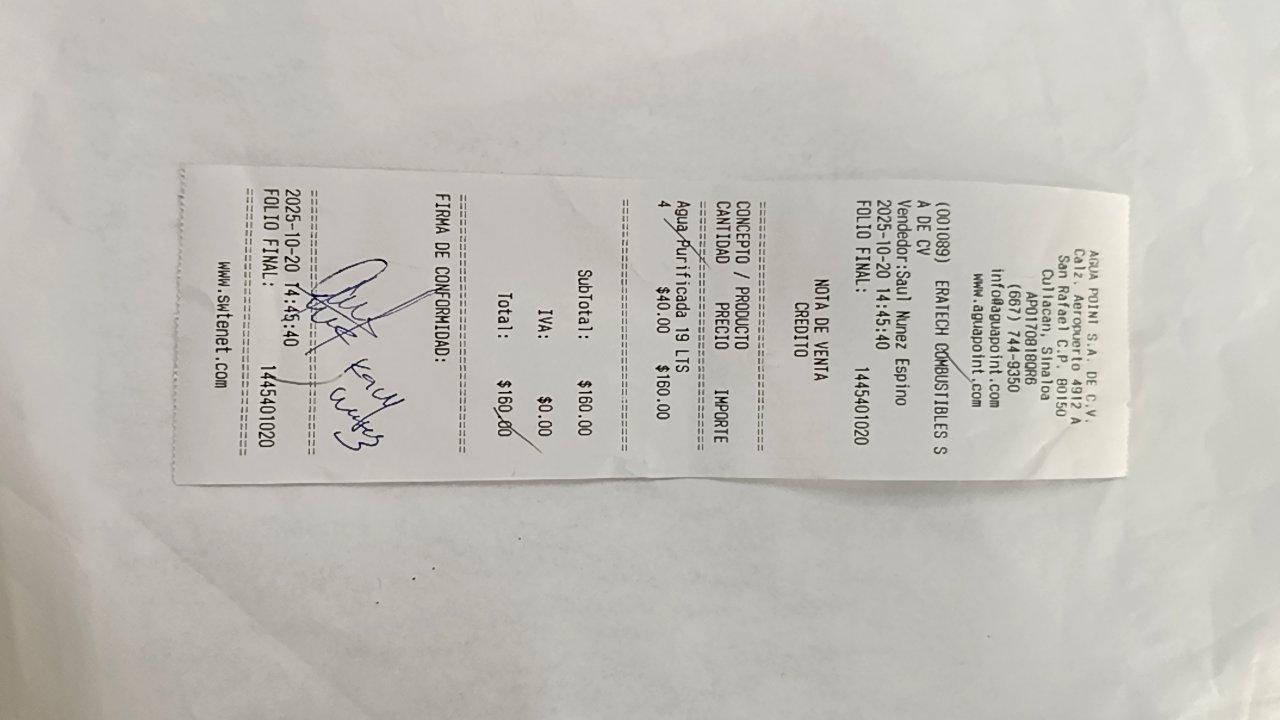 AGUA POINT S.A. DE C.V.
Calz. Aeropuerto 4912 A
San Rafael C.P. 80150
Culiacan, Sinaloa
APO170818QR6
(667) 744-9350
info@aguapoint.com
www.aguapoint.com
(001089) ERATECH COMBUSTIBLES S
A DE CV
Vendedor:Saul Nunez Espino
2025-10-20 14:45:40
FOLIO FINAL: 1445401020
NOTA DE VENTA
CREDITO
==============================
CONCEPTO / PRODUCTO
CANTIDAD PRECIO IMPORTE
==============================
Agua Purificada 19 LTS
4 $40.00 $160.00
==============================
SubTotal: $160.00
IVA: $0.00
Total: $160.00
==============================
FIRMA DE CONFORMIDAD:
==============================
2025-10-20 14:45:40
FOLIO FINAL: 1445401020
==============================
www.swtenet.com